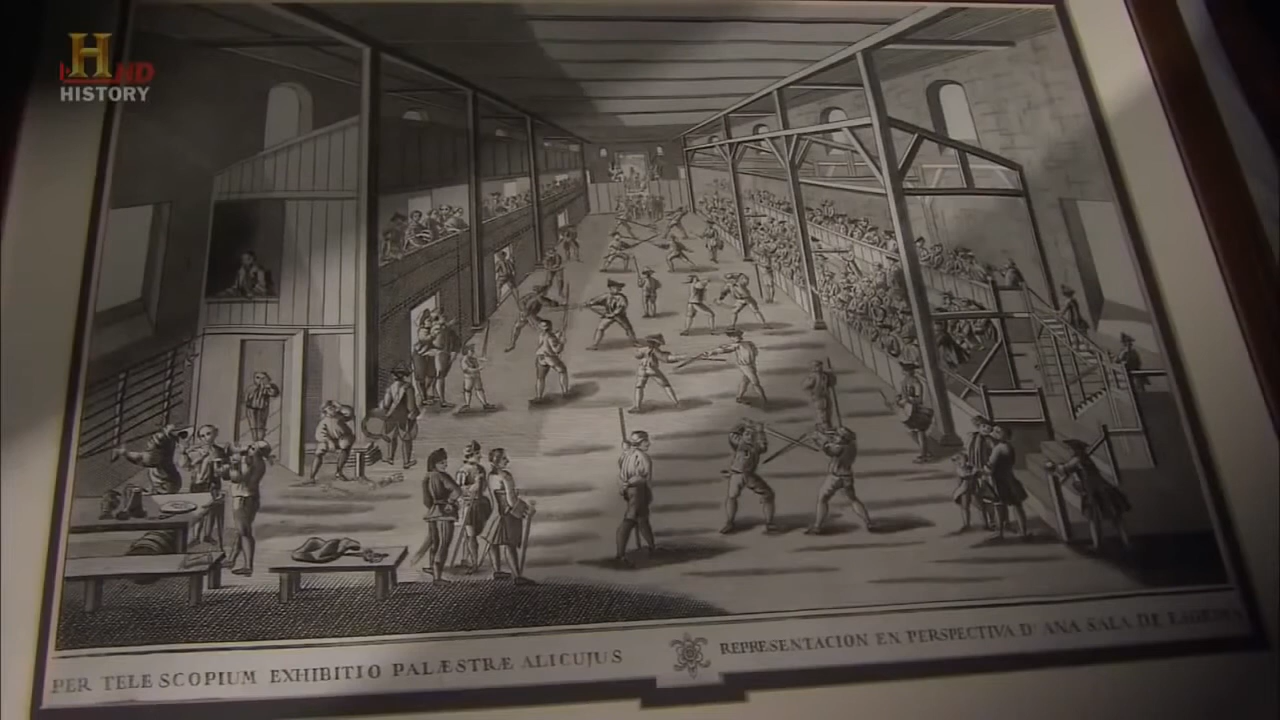 H HD
HISTORY
PER TELESCOPIUM EXHIBITIO PALÆSTRÆ ALICUJUS
REPRESENTACION EN PERSPECTIVA D' ANA SALA DE